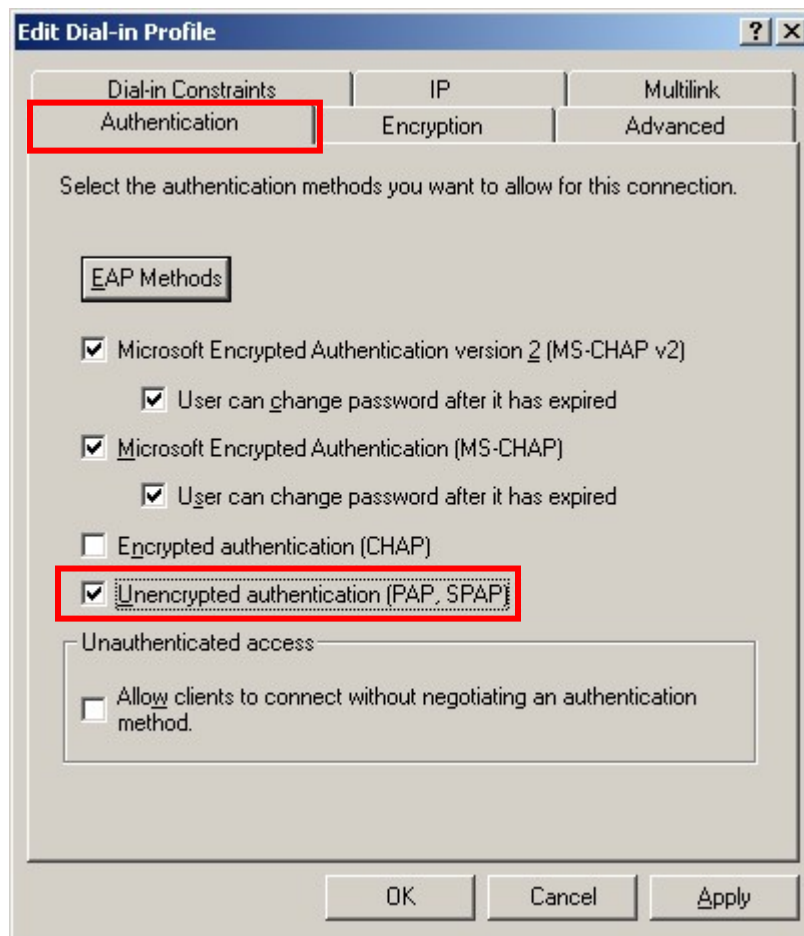 Edit Dial-in Profile
Dial-in Constraints
IP
Multilink
Authentication
Encryption
Advanced
Select the authentication methods you want to allow for this connection.
EAP Methods
Microsoft Encrypted Authentication version 2 (MS-CHAP v2)
User can change password after it has expired
Microsoft Encrypted Authentication (MS-CHAP)
User can change password after it has expired
Encrypted authentication (CHAP)
Unencrypted authentication (PAP, SPAP)
Unauthenticated access
Allow clients to connect without negotiating an authentication
method.
OK
Cancel
Apply